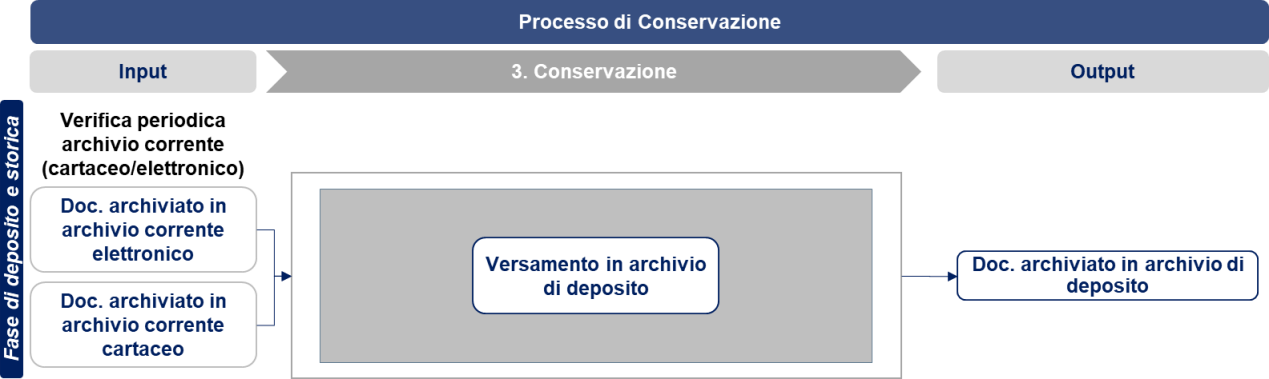 Processo di Conservazione
Input
3. Conservazione
Output
Fase di deposito e storica
Verifica periodica
archivio corrente
(cartaceo/elettronico)
Doc. archiviato in
archivio corrente
elettronico
Doc. archiviato in
archivio corrente
cartaceo
Versamento in archivio
di deposito
Doc. archiviato in archivio di
deposito